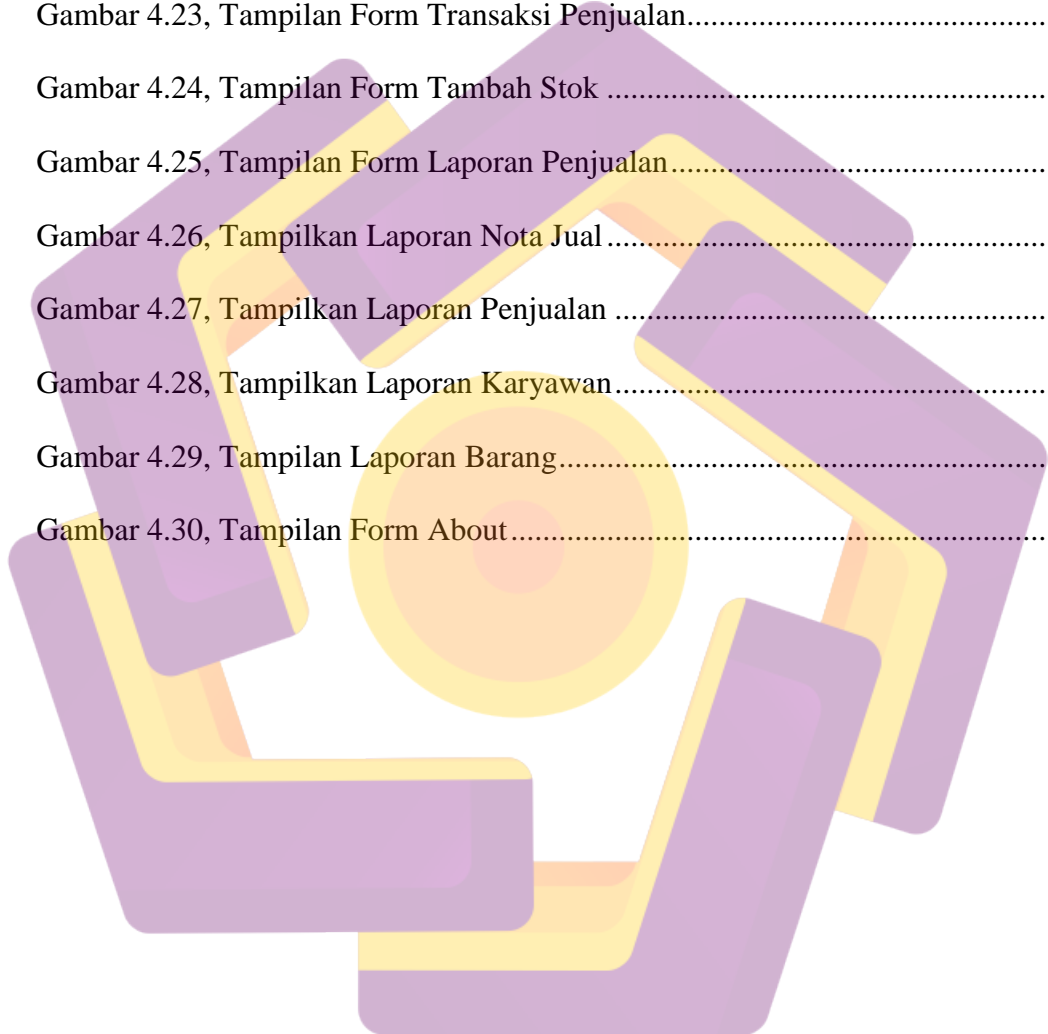 Gambar 4.23, Tampilan Form Transaksi Penjualan.............................................
Gambar 4.24, Tampilan Form Tambah Stok .......................................................
Gambar 4.25, Tampilan Form Laporan Penjualan...............................................
Gambar 4.26, Tampilkan Laporan Nota Jual.......................................................
Gambar 4.27, Tampilkan Laporan Penjualan ......................................................
Gambar 4.28, Tampilkan Laporan Karyawan......................................................
Gambar 4.29, Tampilan Laporan Barang.............................................................
Gambar 4.30, Tampilan Form About...................................................................